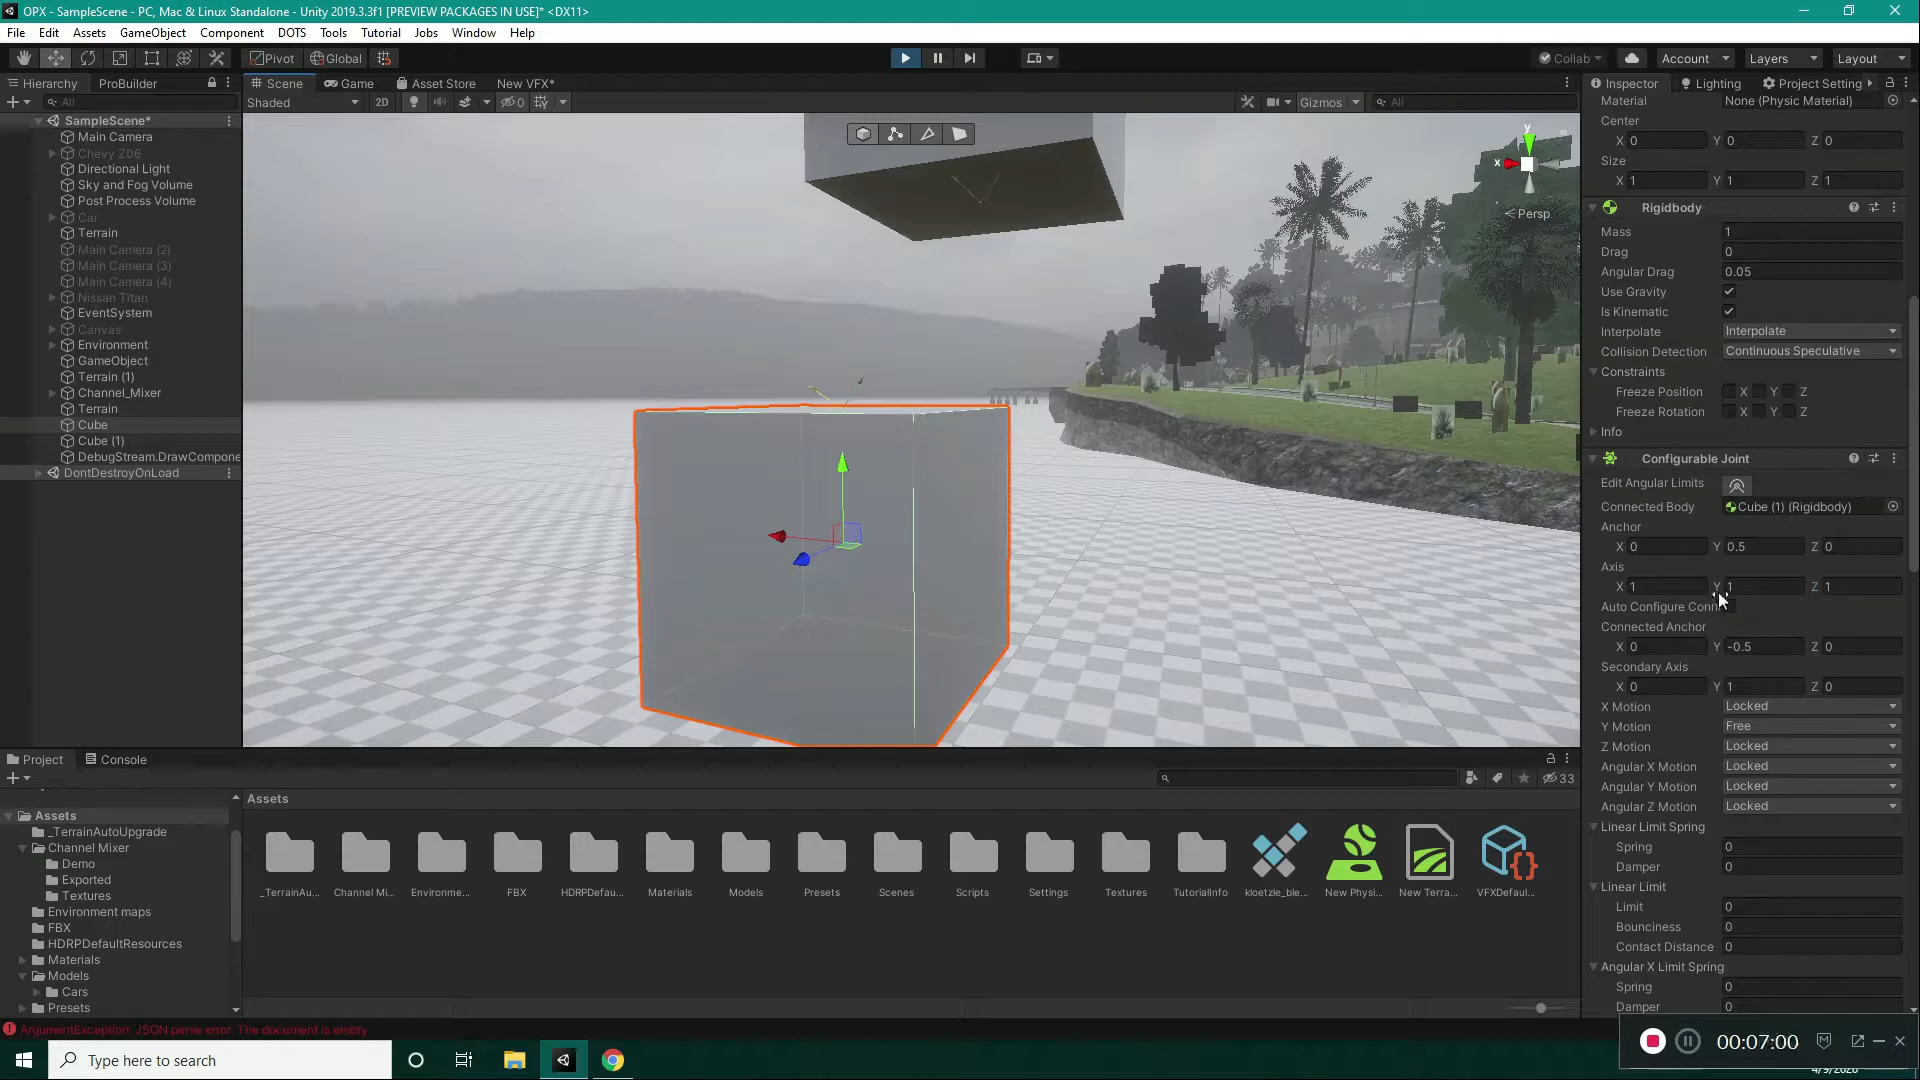 OPX - SampleScene - PC, Mac & Linux Standalone - Unity 2019.3.3f1 [PREVIEW PACKAGES IN USE]* <DX11>
File Edit Assets GameObject Component DOTS Tools Tutorial Jobs Window Help
Pivot Global Collab Account Layers Layout
Hierarchy ProBuilder
All
SampleScene*
Main Camera
Chevy Z06
Directional Light
Sky and Fog Volume
Post Process Volume
Car
Terrain
Main Camera (2)
Main Camera (3)
Main Camera (4)
Nissan Titan
EventSystem
Canvas
Environment
GameObject
Terrain (1)
Channel_Mixer
Terrain
Cube
Cube (1)
DebugStream.DrawCompone
DontDestroyOnLoad
Scene Game Asset Store New VFX*
Shaded 2D 0 Gizmos All
y
x
< Persp
Inspector Lighting Project Setting
Material None (Physic Material)
Center
X 0 Y 0 Z 0
Size
X 1 Y 1 Z 1
Rigidbody
Mass 1
Drag 0
Angular Drag 0.05
Use Gravity
Is Kinematic
Interpolate Interpolate
Collision Detection Continuous Speculative
Constraints
Freeze Position X Y Z
Freeze Rotation X Y Z
Info
Configurable Joint
Edit Angular Limits
Connected Body Cube (1) (Rigidbody)
Anchor
X 0 Y 0.5 Z 0
Axis
X 1 Y 1 Z 1
Auto Configure Conn
Connected Anchor
X 0 Y -0.5 Z 0
Secondary Axis
X 0 Y 1 Z 0
X Motion Locked
Y Motion Free
Z Motion Locked
Angular X Motion Locked
Angular Y Motion Locked
Angular Z Motion Locked
Linear Limit Spring
Spring 0
Damper 0
Linear Limit
Limit 0
Bounciness 0
Contact Distance 0
Angular X Limit Spring
Spring 0
Damper 0
Project Console
33
Assets
_TerrainAutoUpgrade
Channel Mixer
Demo
Exported
Textures
Environment maps
FBX
HDRPDefaultResources
Materials
Models
Cars
Presets
Assets
_TerrainAu... Channel Mi... Environme... FBX HDRPDefau... Materials Models Presets Scenes Scripts Settings Textures TutorialInfo kloetzle_ble... New Physi... New Terra... VFXDefaul...
ArgumentException: JSON parse error: The document is empty.
Type here to search
00:07:00
4/9/2020